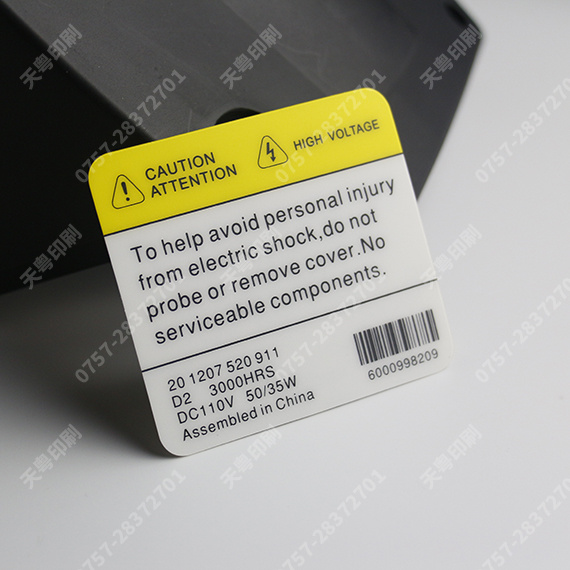 CAUTION
ATTENTION
HIGH VOLTAGE
To help avoid personal injury
from electric shock,do not
probe or remove cover.No
serviceable components.
20 1207 520 911
D2 3000HRS
DC110V 50/35W
Assembled in China
6000998209
天粤印刷
0757-28372701